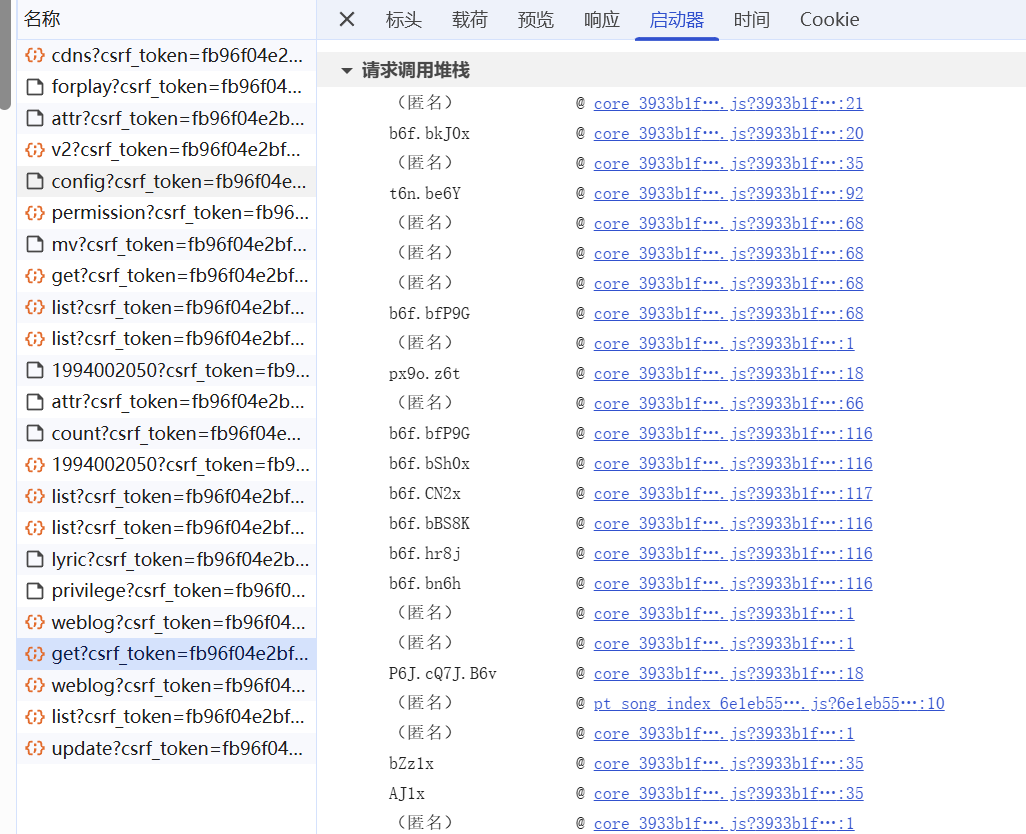 名称
cdns?csrf_token=fb96f04e2...
forplay?csrf_token=fb96f04...
attr?csrf_token=fb96f04e2b...
v2?csrf_token=fb96f04e2bf...
config?csrf_token=fb96f04e...
permission?csrf_token=fb96...
mv?csrf_token=fb96f04e2bf...
get?csrf_token=fb96f04e2bf...
list?csrf_token=fb96f04e2bf...
list?csrf_token=fb96f04e2bf...
1994002050?csrf_token=fb9...
attr?csrf_token=fb96f04e2b...
count?csrf_token=fb96f04e...
1994002050?csrf_token=fb9...
list?csrf_token=fb96f04e2bf...
list?csrf_token=fb96f04e2bf...
lyric?csrf_token=fb96f04e2b...
privilege?csrf_token=fb96f0...
weblog?csrf_token=fb96f04...
get?csrf_token=fb96f04e2bf...
weblog?csrf_token=fb96f04...
list?csrf_token=fb96f04e2bf...
update?csrf_token=fb96f04...
标头 载荷 预览 响应 启动器 时间 Cookie
请求调用堆栈
（匿名） @ core_3933b1f….js?3933b1f…:21
b6f.bkJ0x @ core_3933b1f….js?3933b1f…:20
（匿名） @ core_3933b1f….js?3933b1f…:35
t6n.be6Y @ core_3933b1f….js?3933b1f…:92
（匿名） @ core_3933b1f….js?3933b1f…:68
（匿名） @ core_3933b1f….js?3933b1f…:68
（匿名） @ core_3933b1f….js?3933b1f…:68
b6f.bfP9G @ core_3933b1f….js?3933b1f…:68
（匿名） @ core_3933b1f….js?3933b1f…:1
px9o.z6t @ core_3933b1f….js?3933b1f…:18
（匿名） @ core_3933b1f….js?3933b1f…:66
b6f.bfP9G @ core_3933b1f….js?3933b1f…:116
b6f.bSh0x @ core_3933b1f….js?3933b1f…:116
b6f.CN2x @ core_3933b1f….js?3933b1f…:117
b6f.bBS8K @ core_3933b1f….js?3933b1f…:116
b6f.hr8j @ core_3933b1f….js?3933b1f…:116
b6f.bn6h @ core_3933b1f….js?3933b1f…:116
（匿名） @ core_3933b1f….js?3933b1f…:1
（匿名） @ core_3933b1f….js?3933b1f…:1
P6J.cQ7J.B6v @ core_3933b1f….js?3933b1f…:18
（匿名） @ pt_song_index_6e1eb55….js?6e1eb55…:10
（匿名） @ core_3933b1f….js?3933b1f…:1
bZz1x @ core_3933b1f….js?3933b1f…:35
AJ1x @ core_3933b1f….js?3933b1f…:35
（匿名） @ core_3933b1f….js?3933b1f…:1